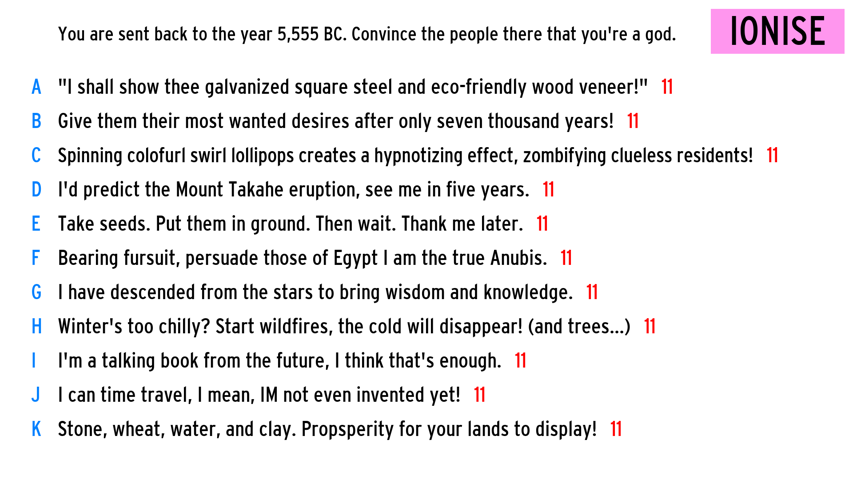 You are sent back to the year 5,555 BC. Convince the people there that you're a god.
IONISE
A "I shall show thee galvanized square steel and eco-friendly wood veneer!" 11
B Give them their most wanted desires after only seven thousand years! 11
C Spinning colofurl swirl lollipops creates a hypnotizing effect, zombifying clueless residents! 11
D I'd predict the Mount Takahe eruption, see me in five years. 11
E Take seeds. Put them in ground. Then wait. Thank me later. 11
F Bearing fursuit, persuade those of Egypt I am the true Anubis. 11
G I have descended from the stars to bring wisdom and knowledge. 11
H Winter's too chilly? Start wildfires, the cold will disappear! (and trees...) 11
I I'm a talking book from the future, I think that's enough. 11
J I can time travel, I mean, IM not even invented yet! 11
K Stone, wheat, water, and clay. Propsperity for your lands to display! 11